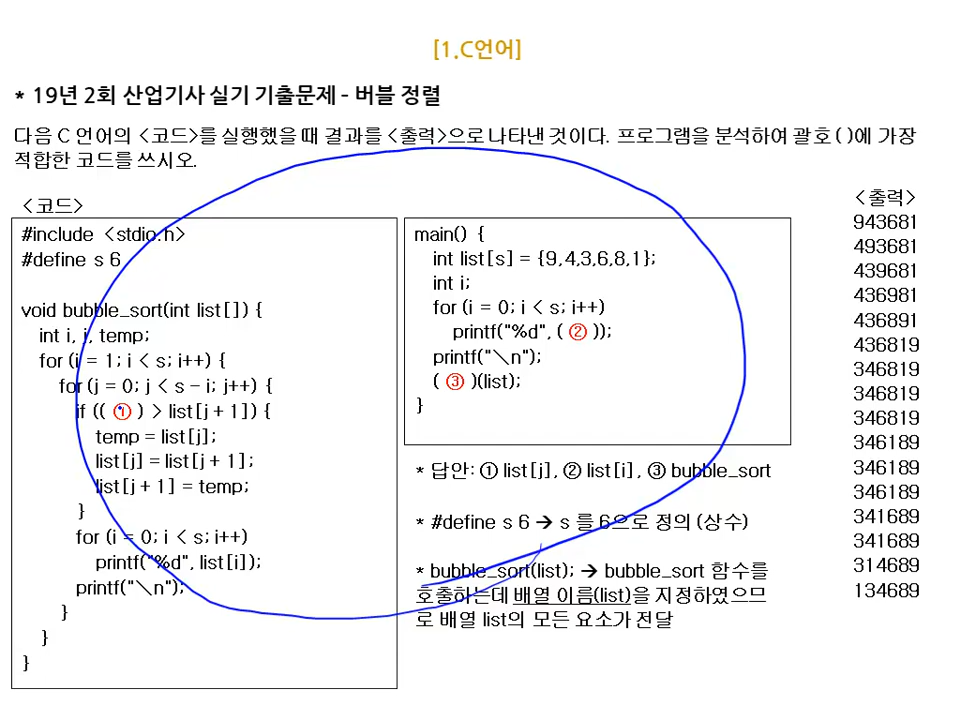 [1.C언어]
* 19년 2회 산업기사 실기 기출문제 - 버블 정렬
다음 C 언어의 <코드>를 실행했을 때 결과를 <출력>으로 나타낸 것이다. 프로그램을 분석하여 괄호 ( )에 가장
적합한 코드를 쓰시오.
<코드>
#include <stdio.h>
#define s 6
void bubble_sort(int list[]) {
int i, j, temp;
for (i = 1; i < s; i++) {
for (j = 0; j < s - i; j++) {
if (( ① ) > list[j + 1]) {
temp = list[j];
list[j] = list[j + 1];
list[j + 1] = temp;
}
for (i = 0; i < s; i++)
printf("%d", list[i]);
printf("\n");
}
}
}
main() {
int list[s] = {9,4,3,6,8,1};
int i;
for (i = 0; i < s; i++)
printf("%d", ( ② ));
printf("\n");
( ③ )(list);
}
* 답안: ① list[j], ② list[i], ③ bubble_sort
* #define s 6 → s 를 6으로 정의 (상수)
* bubble_sort(list); → bubble_sort 함수를
호출하는데 배열 이름(list)을 지정하였으므
로 배열 list의 모든 요소가 전달
<출력>
943681
493681
439681
436981
436891
436819
346819
346819
346819
346189
346189
346189
341689
341689
314689
134689